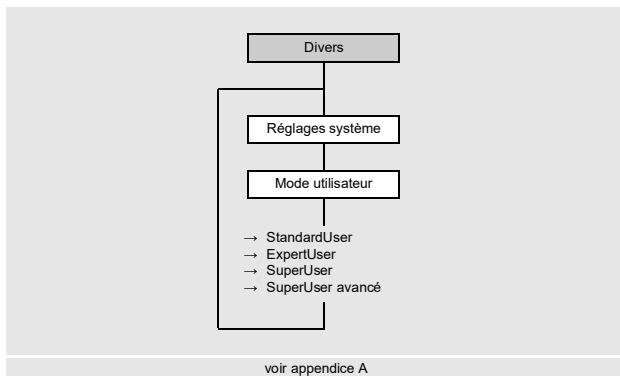 Divers
Réglages système
Mode utilisateur
→ StandardUser
→ ExpertUser
→ SuperUser
→ SuperUser avancé
voir appendice A